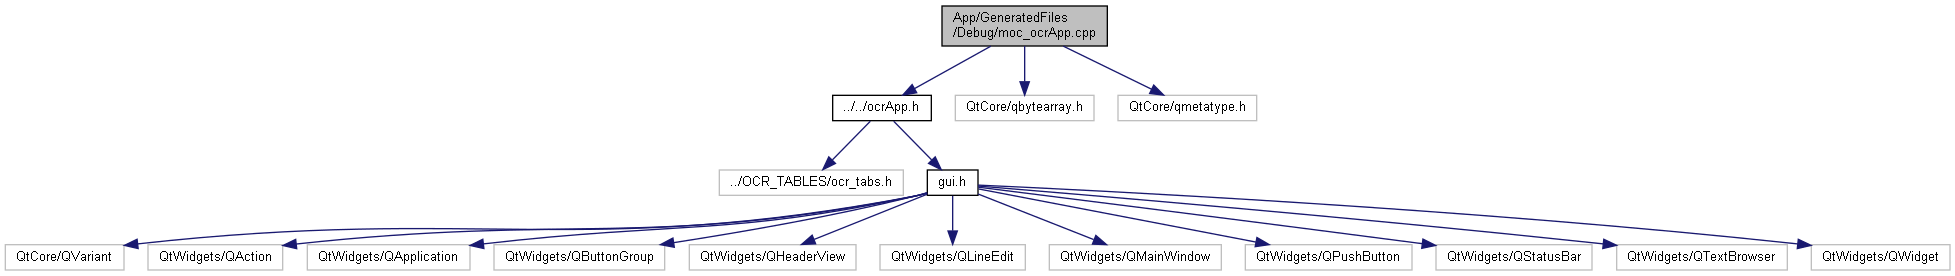 App/GeneratedFiles
/Debug/moc_ocrApp.cpp
../../ocrApp.h
QtCore/qbytearray.h
QtCore/qmetatype.h
../OCR_TABLES/ocr_tabs.h
gui.h
QtCore/QVariant
QtWidgets/QAction
QtWidgets/QApplication
QtWidgets/QButtonGroup
QtWidgets/QHeaderView
QtWidgets/QLineEdit
QtWidgets/QMainWindow
QtWidgets/QPushButton
QtWidgets/QStatusBar
QtWidgets/QTextBrowser
QtWidgets/QWidget